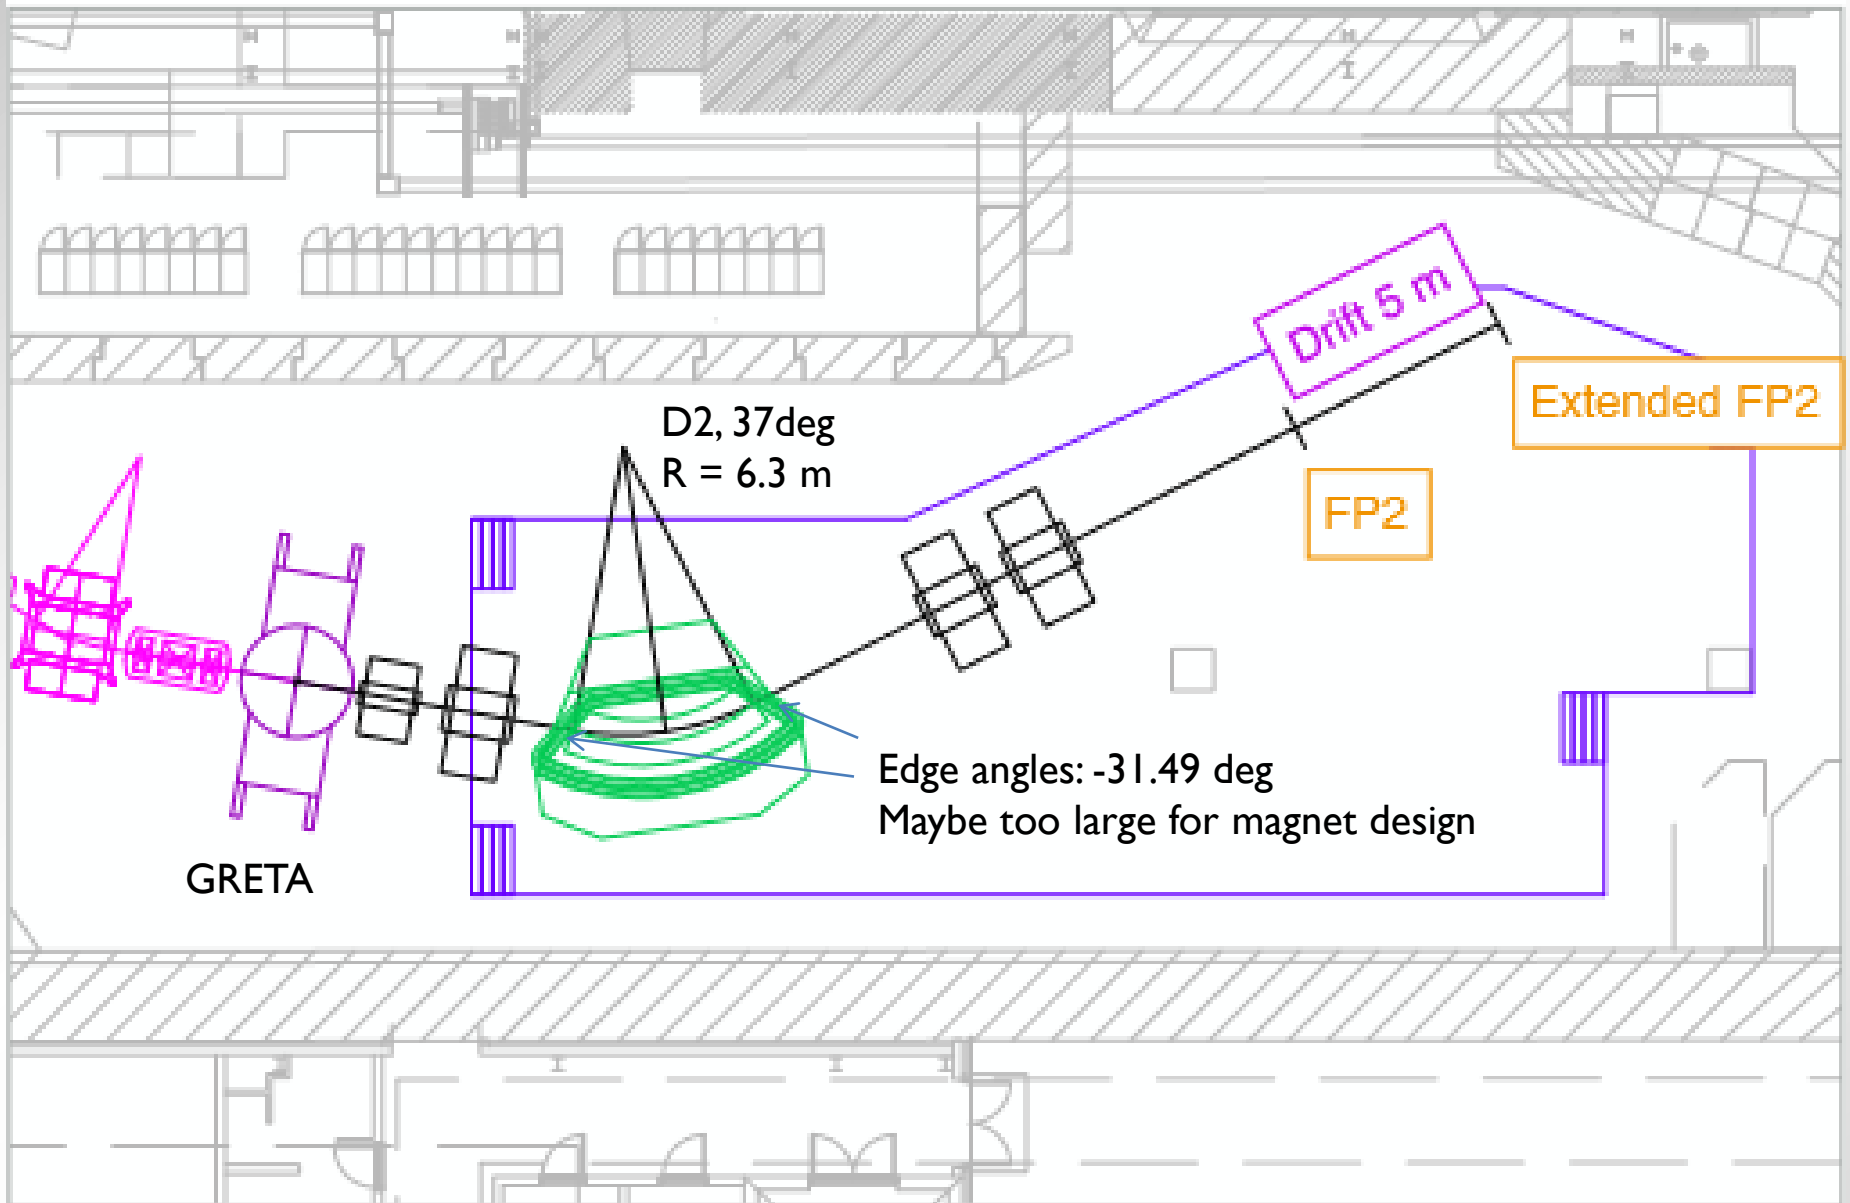 Drift 5 m
Extended FP2
D2, 37deg
R = 6.3 m
FP2
Edge angles: -31.49 deg
Maybe too large for magnet design
GRETA